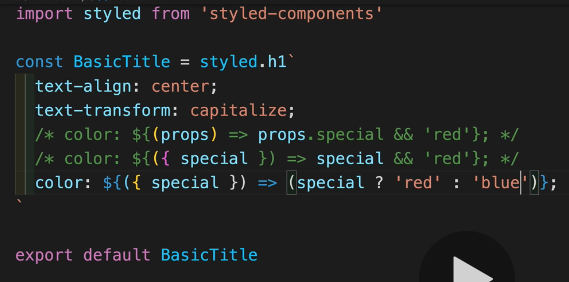 import styled from 'styled-components'
const BasicTitle = styled.h1`
text-align: center;
text-transform: capitalize;
/* color: ${(props) => props.special && 'red'}; */
/* color: ${({ special }) => special && 'red'}; */
color: ${({ special }) => (special ? 'red' : 'blue')};
`
export default BasicTitle